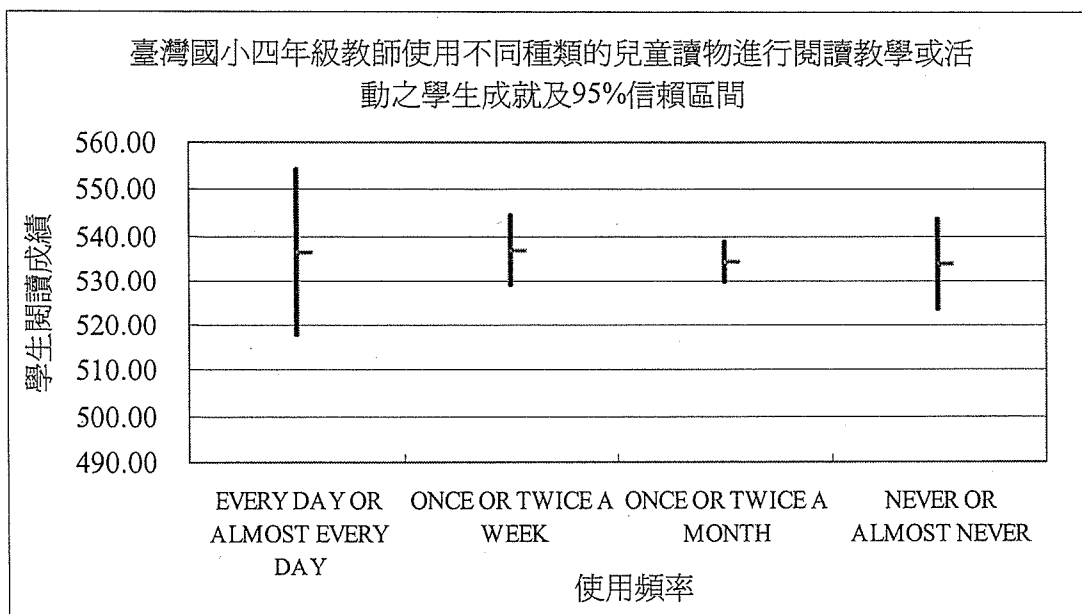 臺灣國小四年級教師使用不同種類的兒童讀物進行閱讀教學或活
動之學生成就及95%信賴區間
學生閱讀成績
560.00
550.00
540.00
530.00
520.00
510.00
500.00
490.00
EVERY DAY OR
ALMOST EVERY
DAY
ONCE OR TWICE A
WEEK
ONCE OR TWICE A
MONTH
NEVER OR
ALMOST NEVER
使用頻率